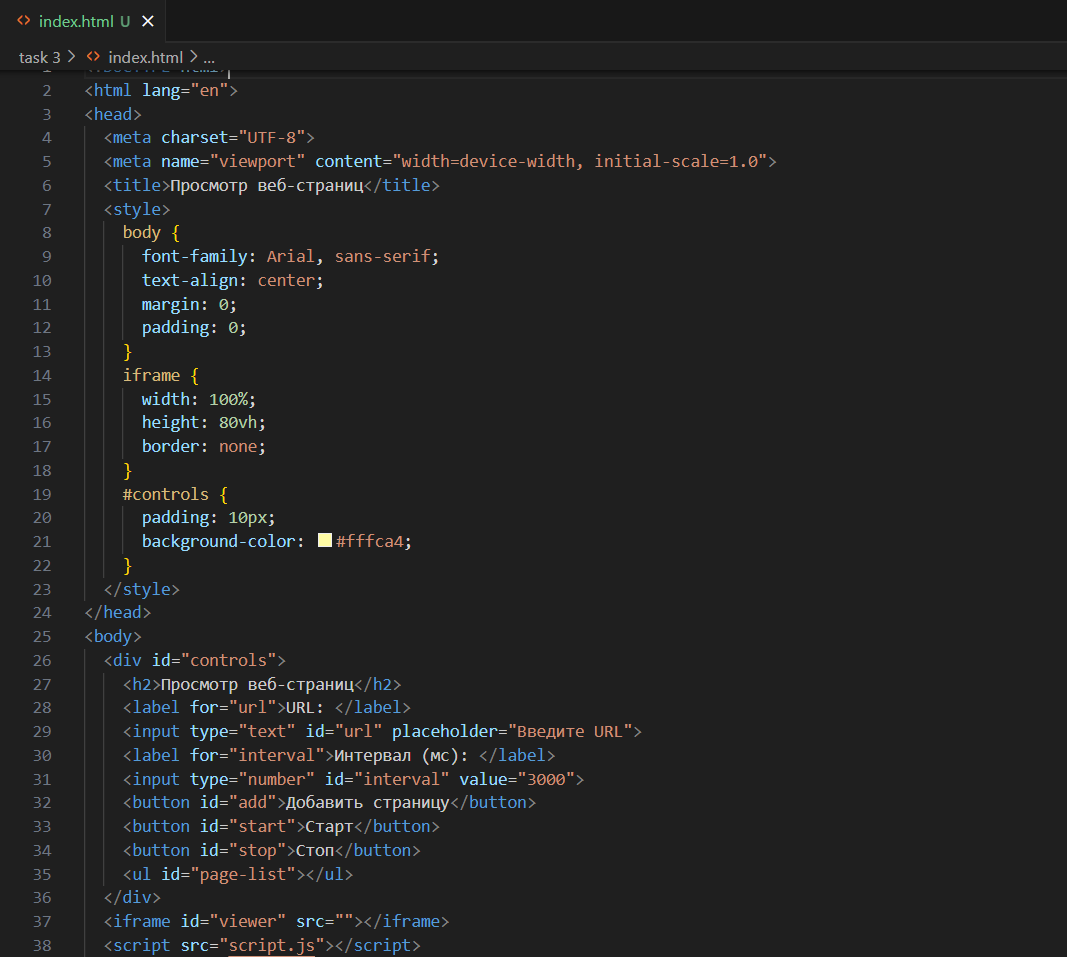 index.html U ×
task 3 > index.html > ...
2 <html lang="en">
3 <head>
4 <meta charset="UTF-8">
5 <meta name="viewport" content="width=device-width, initial-scale=1.0">
6 <title>Просмотр веб-страниц</title>
7 <style>
8 body {
9 font-family: Arial, sans-serif;
10 text-align: center;
11 margin: 0;
12 padding: 0;
13 }
14 iframe {
15 width: 100%;
16 height: 80vh;
17 border: none;
18 }
19 #controls {
20 padding: 10px;
21 background-color: #fffca4;
22 }
23 </style>
24 </head>
25 <body>
26 <div id="controls">
27 <h2>Просмотр веб-страниц</h2>
28 <label for="url">URL: </label>
29 <input type="text" id="url" placeholder="Введите URL">
30 <label for="interval">Интервал (мс): </label>
31 <input type="number" id="interval" value="3000">
32 <button id="add">Добавить страницу</button>
33 <button id="start">Старт</button>
34 <button id="stop">Стоп</button>
35 <ul id="page-list"></ul>
36 </div>
37 <iframe id="viewer" src=""></iframe>
38 <script src="script.js"></script>